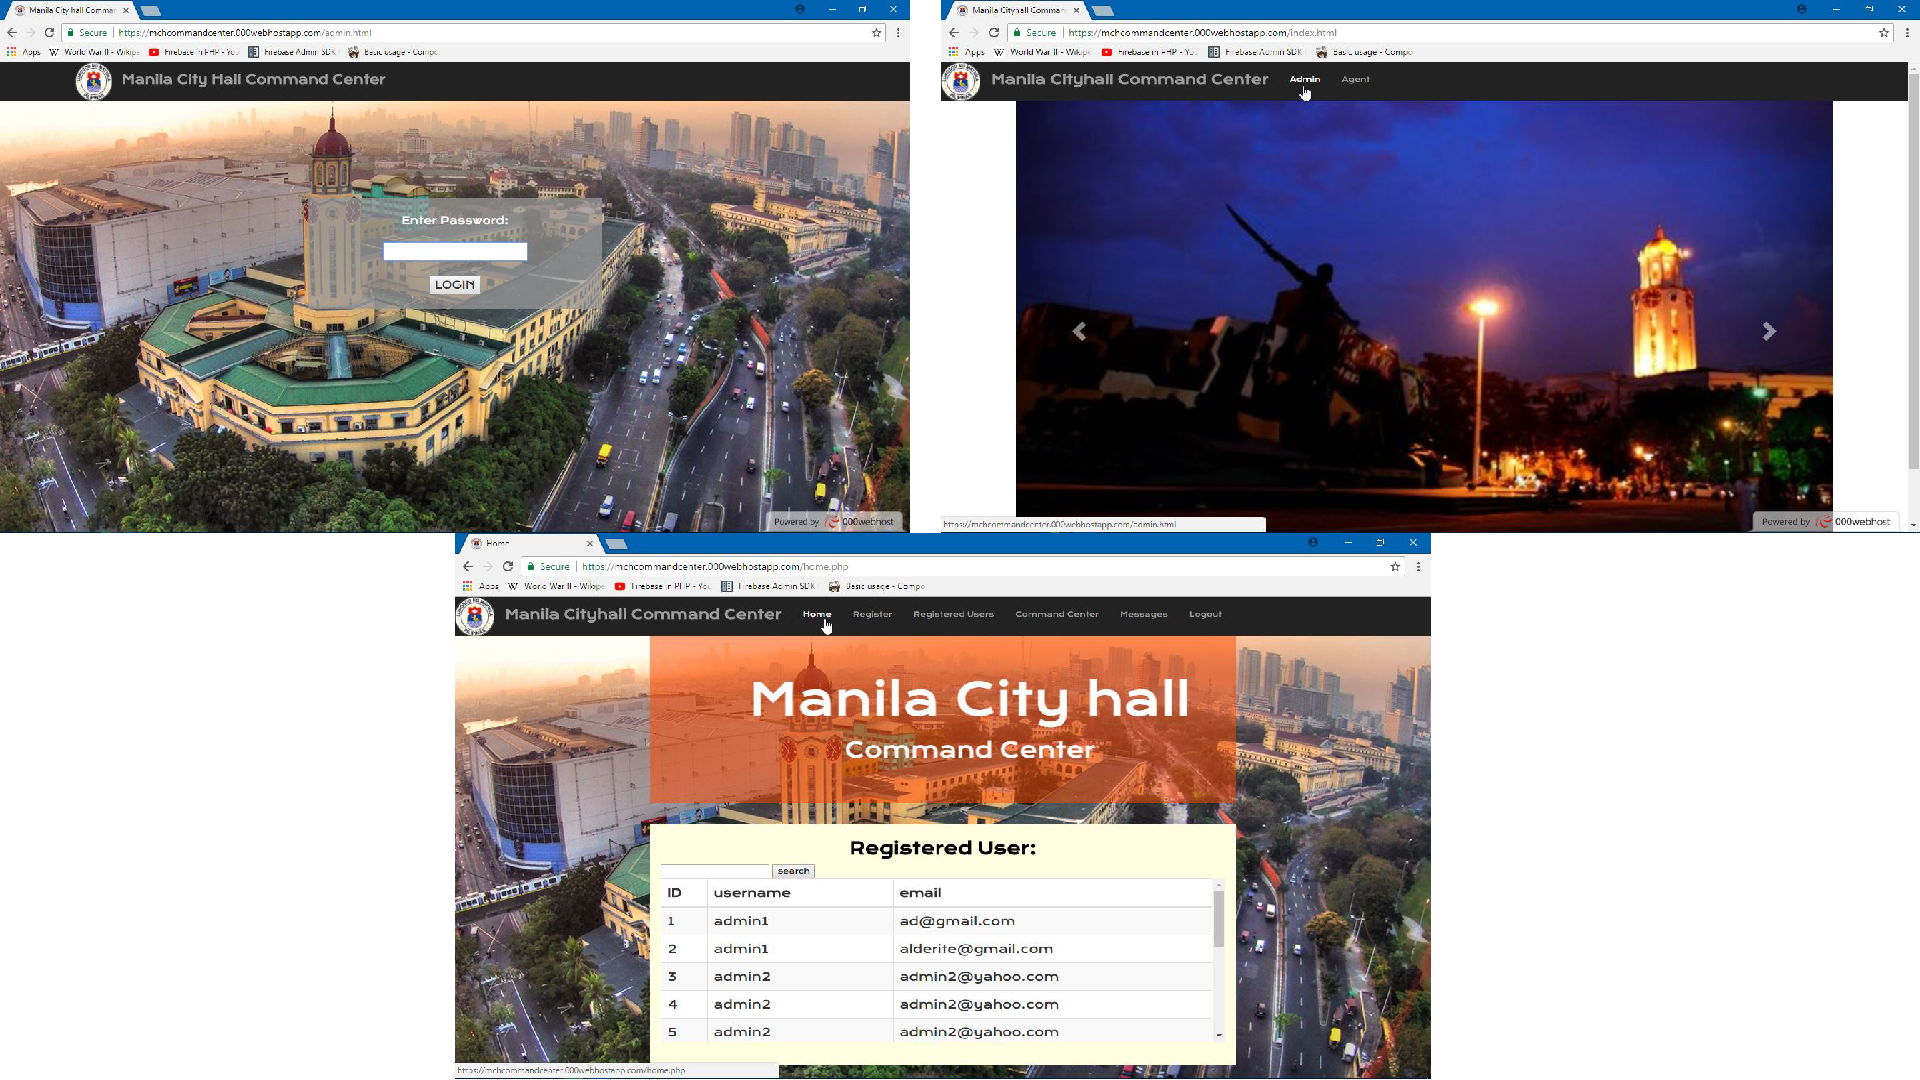 Manila City hall Comman
Secure https://mchcommandcenter.000webhostapp.com/admin.html
Apps World War II - Wikipe Firebase in PHP - You Firebase Admin SDK Basic usage - Compo
Manila City Hall Command Center
Enter Password:
LOGIN
Powered by 000webhost
Manila Cityhall Comman
Secure https://mchcommandcenter.000webhostapp.com/index.html
Apps World War II - Wikipe Firebase in PHP - You Firebase Admin SDK Basic usage - Compo
Manila Cityhall Command Center Admin Agent
https://mchcommandcenter.000webhostapp.com/admin.html
Powered by 000webhost
Home
Secure https://mchcommandcenter.000webhostapp.com/home.php
Apps World War II - Wikipe Firebase in PHP - You Firebase Admin SDK Basic usage - Compo
Manila Cityhall Command Center Home Register Registered Users Command Center Messages Logout
Manila City hall
Command Center
Registered User:
search
ID username email
1 admin1 ad@gmail.com
2 admin1 alderite@gmail.com
3 admin2 admin2@yahoo.com
4 admin2 admin2@yahoo.com
5 admin2 admin2@yahoo.com
https://mchcommandcenter.000webhostapp.com/home.php